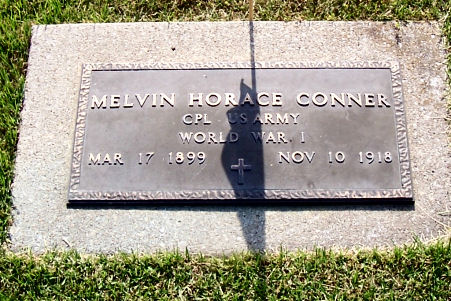 MELVIN HORACE CONNER
CPL US ARMY
WORLD WAR I
MAR 17 1899 NOV 10 1918